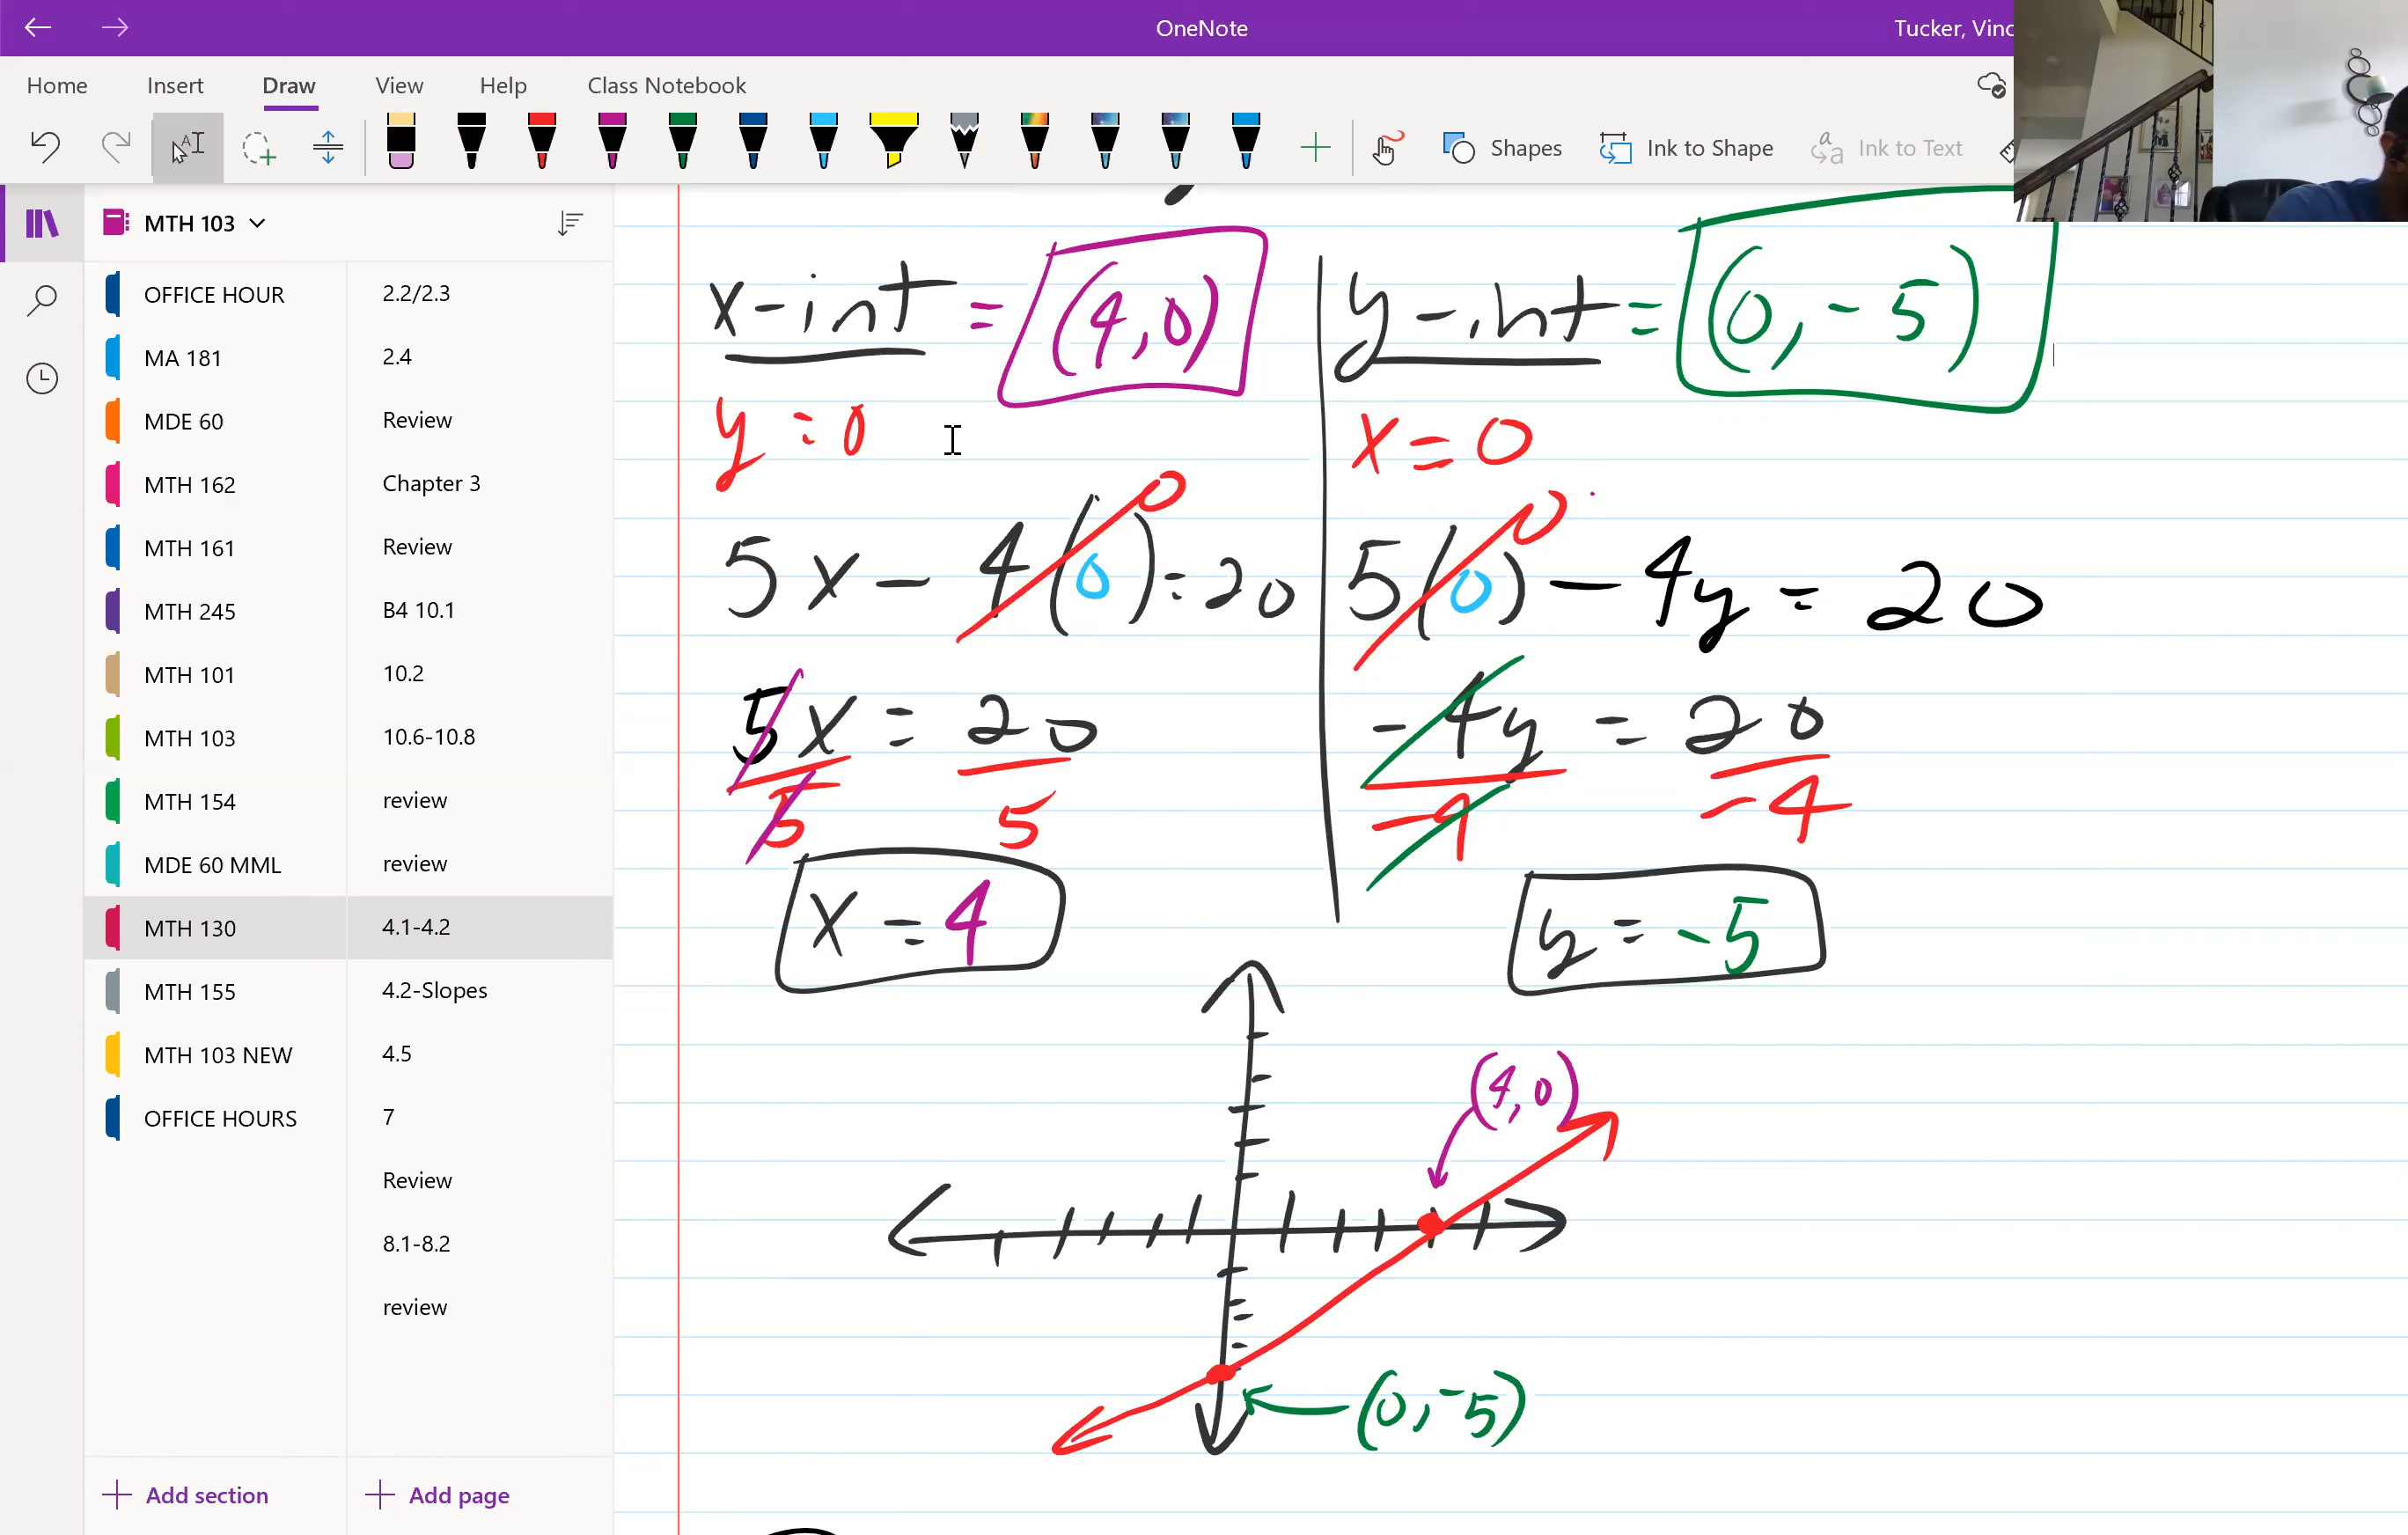 OneNote
Tucker, Vinc
Home Insert Draw View Help Class Notebook
Shapes Ink to Shape Ink to Text
MTH 103
OFFICE HOUR
MA 181
MDE 60
MTH 162
MTH 161
MTH 245
MTH 101
MTH 103
MTH 154
MDE 60 MML
MTH 130
MTH 155
MTH 103 NEW
OFFICE HOURS
Add section
2.2/2.3
2.4
Review
Chapter 3
Review
B4 10.1
10.2
10.6-10.8
review
review
4.1-4.2
4.2-Slopes
4.5
7
Review
8.1-8.2
review
Add page
x-int = (4,0)
y=0
5x - 4(0) = 20
0
5x = 20
5 5
x = 4
y-int = (0,-5)
x=0
5(0) - 4y = 20
0
-4y = 20
-4 -4
y = -5
(4,0)
(0,-5)